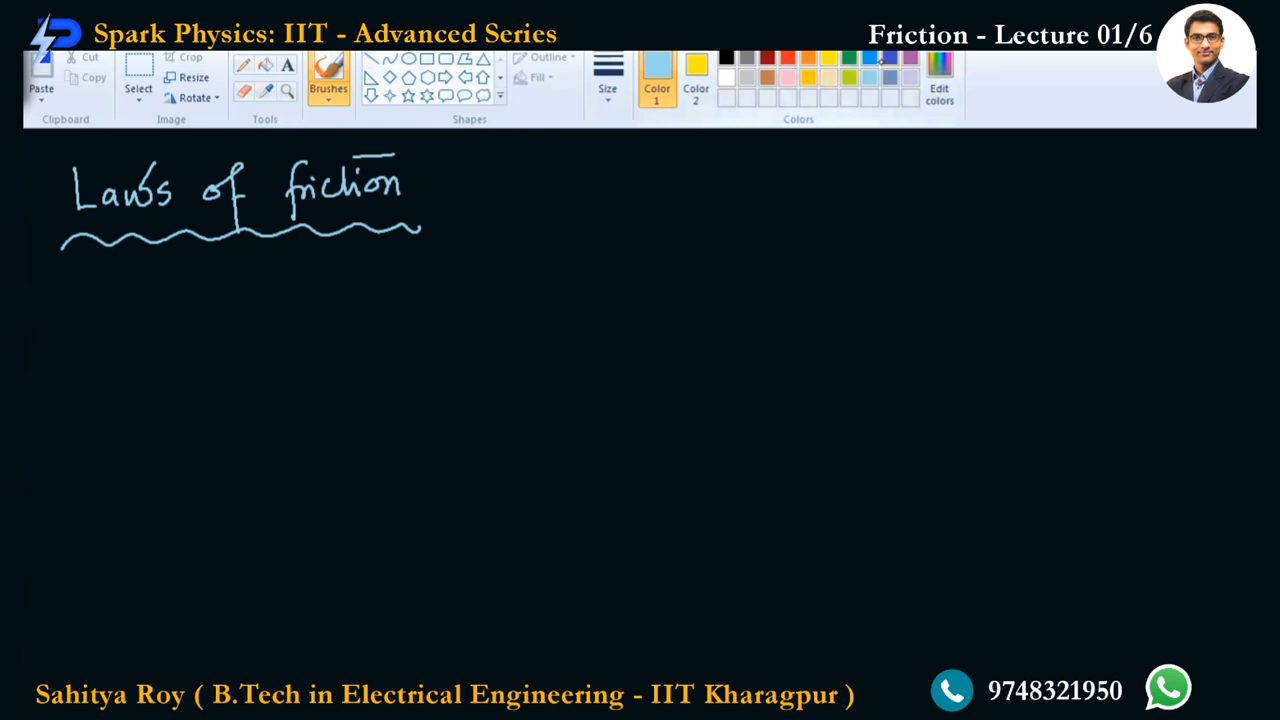 Spark Physics: IIT - Advanced Series
Friction - Lecture 01/6
Paste
Cut
Copy
Clipboard
Select
Crop
Resize
Rotate
Image
A
Tools
Brushes
Outline
Fill
Shapes
Size
Color 1
Color 2
Edit colors
Colors
Laws of friction
Sahitya Roy ( B.Tech in Electrical Engineering - IIT Kharagpur )
9748321950